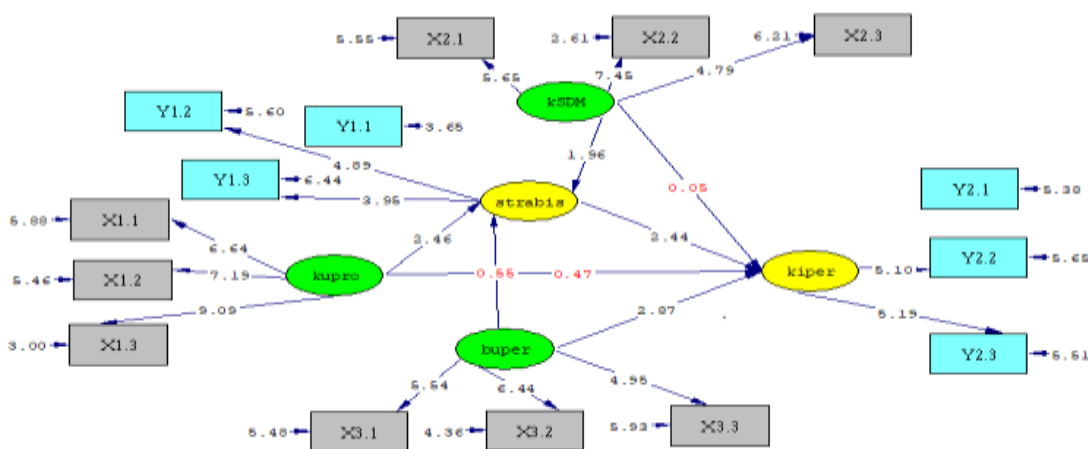 5.55 X2.1 3.61 X2.2 6.21 X2.3
5.65 7.45 4.79
kSDM
Y1.2 5.60 Y1.1 3.65
4.89 1.96
Y1.3 6.44 3.95
strabis 0.05
Y2.1 5.38
5.88 X1.1 6.64
2.46 2.44
5.46 X1.2 7.19 kupro 0.55 0.47 kiper 5.10 Y2.2 5.65
9.09 2.87 5.19
3.00 X1.3 buper Y2.3 5.51
5.54 6.44 4.95
5.48 X3.1 4.36 X3.2 5.93 X3.3